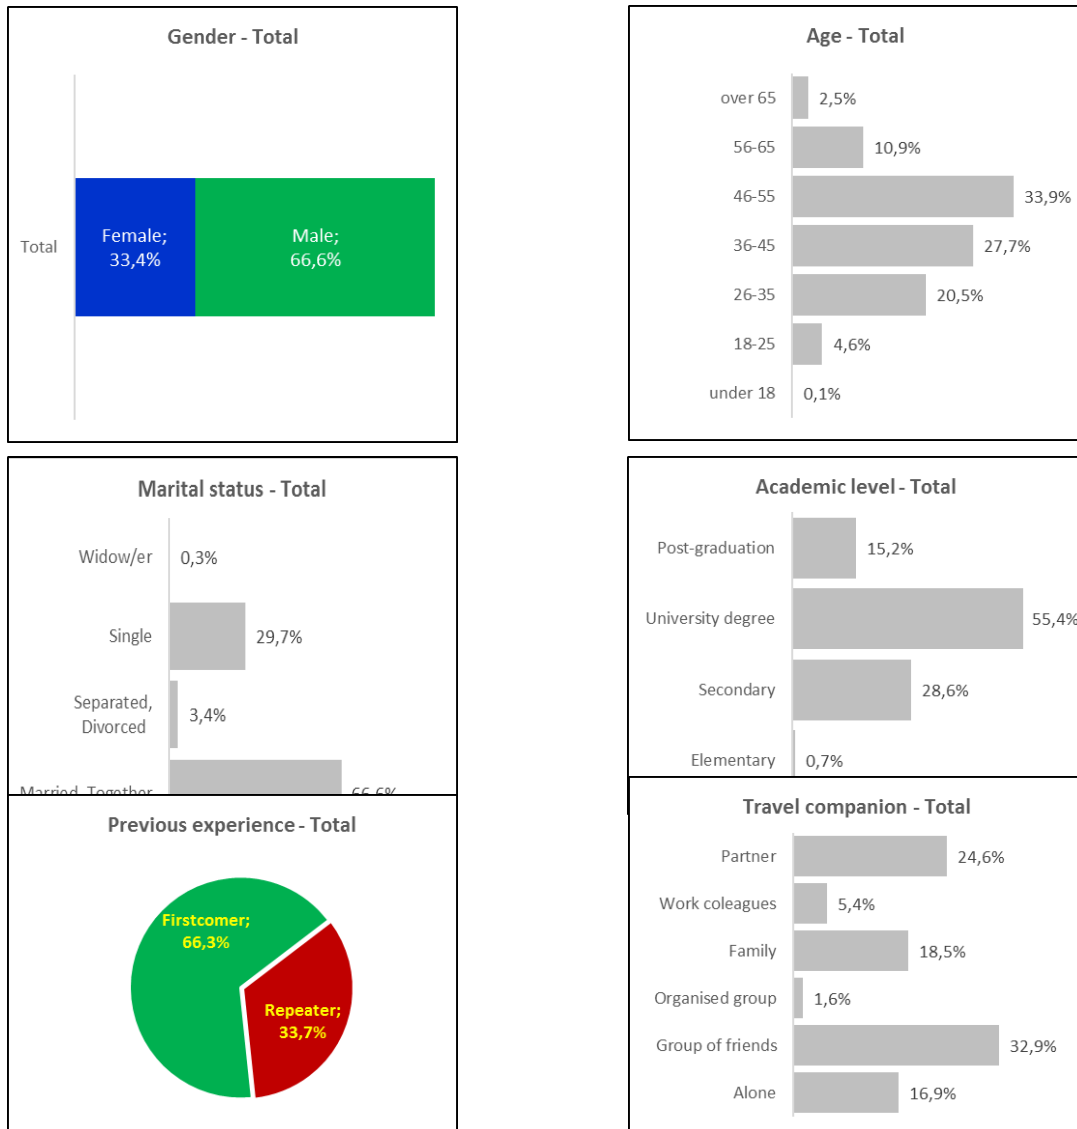 Gender - Total
Total
Female;
33,4%
Male;
66,6%
Age - Total
over 65
2,5%
56-65
10,9%
46-55
33,9%
36-45
27,7%
26-35
20,5%
18-25
4,6%
under 18
0,1%
Marital status - Total
Widow/er
0,3%
Single
29,7%
Separated,
Divorced
3,4%
Married, Together
66,6%
Academic level - Total
Post-graduation
15,2%
University degree
55,4%
Secondary
28,6%
Elementary
0,7%
Previous experience - Total
Firstcomer;
66,3%
Repeater;
33,7%
Travel companion - Total
Partner
24,6%
Work coleagues
5,4%
Family
18,5%
Organised group
1,6%
Group of friends
32,9%
Alone
16,9%